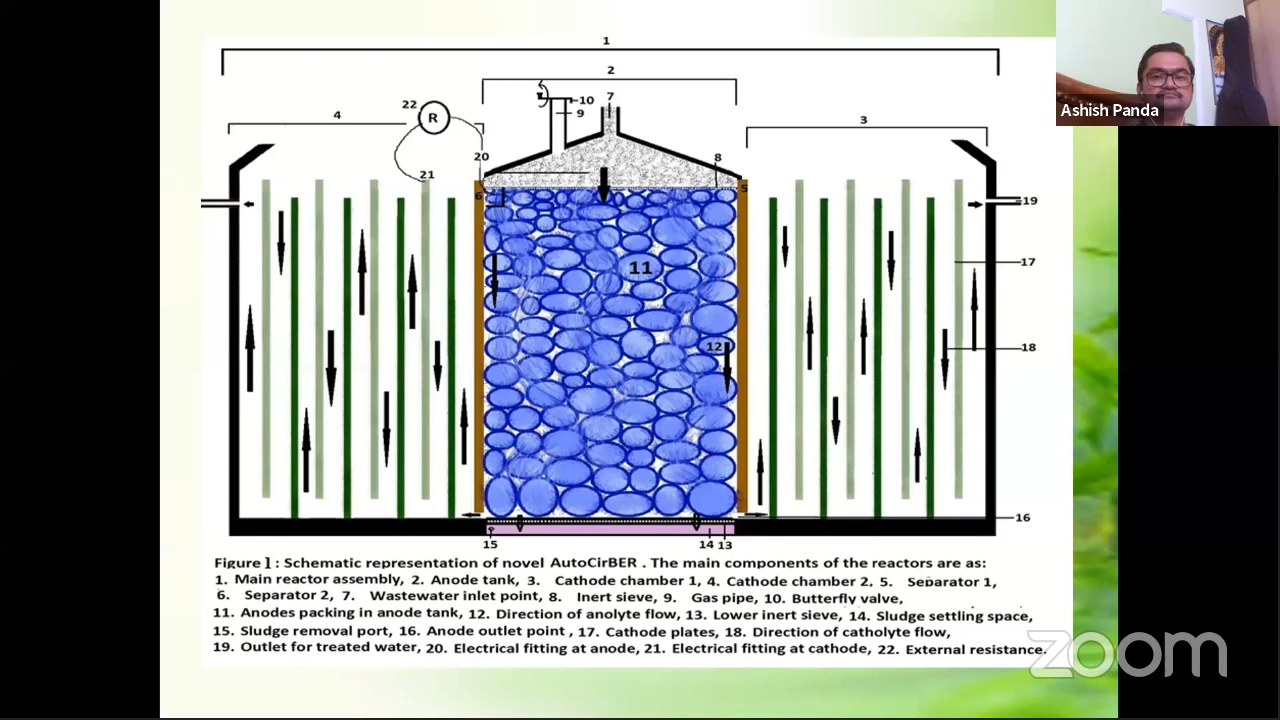 1
2
Ashish Panda
22
R
4
10
9
7
3
20
8
21
6
5
19
11
17
12
18
16
15
14
13
Figure1: Schematic representation of novel AutoCirBER . The main components of the reactors are as:
1. Main reactor assembly, 2. Anode tank, 3. Cathode chamber 1, 4. Cathode chamber 2, 5. Separator 1,
6. Separator 2, 7. Wastewater inlet point, 8. Inert sieve, 9. Gas pipe, 10. Butterfly valve,
11. Anodes packing in anode tank, 12. Direction of anolyte flow, 13. Lower inert sieve, 14. Sludge settling space,
15. Sludge removal port, 16. Anode outlet point , 17. Cathode plates, 18. Direction of catholyte flow,
19. Outlet for treated water, 20. Electrical fitting at anode, 21. Electrical fitting at cathode, 22. External resistance.
zoom